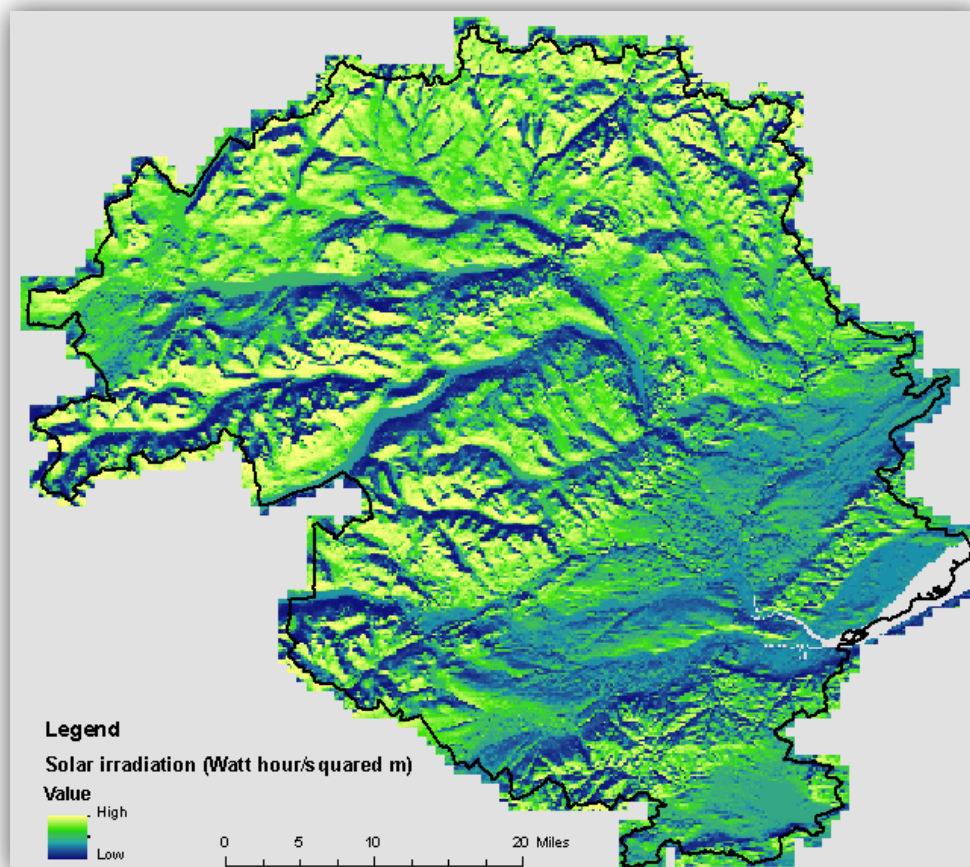 Legend
Solar irradiation (Watt hour/squared m)
Value
High
Low
0 5 10 20 Miles